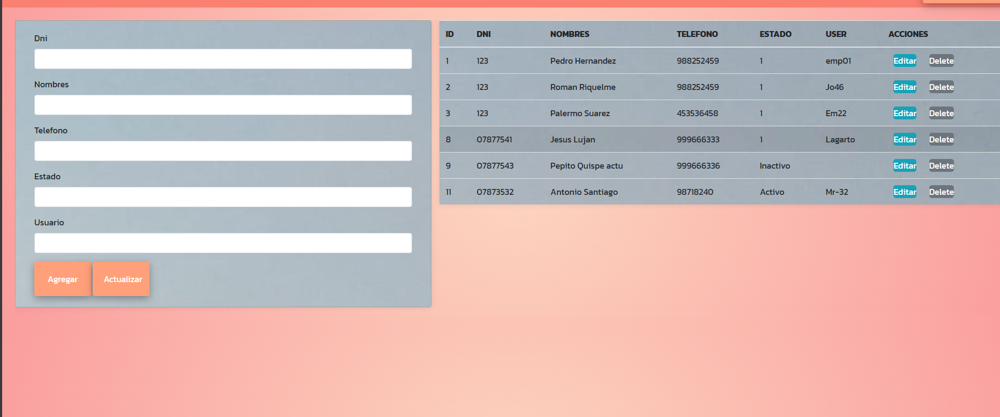 Dni
Nombres
Telefono
Estado
Usuario
Agregar Actualizar
ID DNI NOMBRES TELEFONO ESTADO USER ACCIONES
1 123 Pedro Hernandez 988252459 1 emp01 Editar Delete
2 123 Roman Riquelme 988252459 1 Jo46 Editar Delete
3 123 Palermo Suarez 453536458 1 Em22 Editar Delete
8 07877541 Jesus Lujan 999666333 1 Lagarto Editar Delete
9 07877543 Pepito Quispe actu 999666336 Inactivo Editar Delete
11 07873532 Antonio Santiago 98718240 Activo Mr-32 Editar Delete